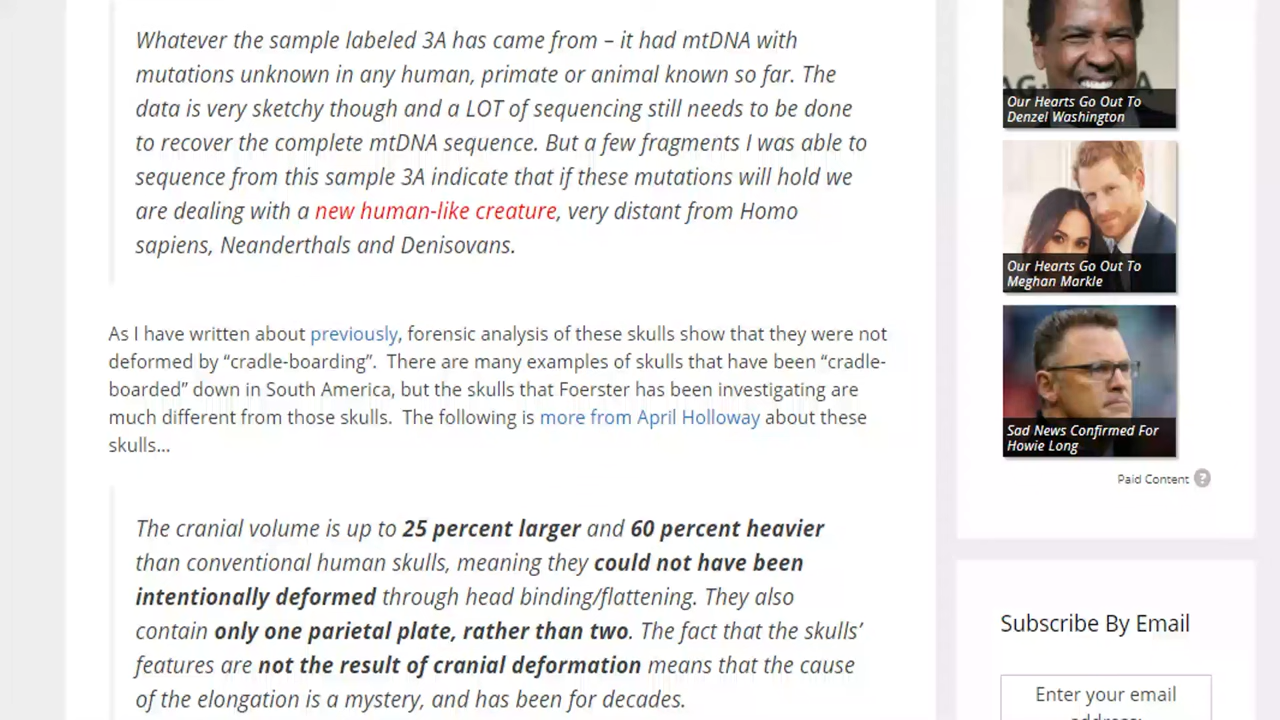 Whatever the sample labeled 3A has came from – it had mtDNA with
mutations unknown in any human, primate or animal known so far. The
data is very sketchy though and a LOT of sequencing still needs to be done
to recover the complete mtDNA sequence. But a few fragments I was able to
sequence from this sample 3A indicate that if these mutations will hold we
are dealing with a new human-like creature, very distant from Homo
sapiens, Neanderthals and Denisovans.
As I have written about previously, forensic analysis of these skulls show that they were not
deformed by “cradle-boarding”. There are many examples of skulls that have been “cradle-
boarded” down in South America, but the skulls that Foerster has been investigating are
much different from those skulls. The following is more from April Holloway about these
skulls...
The cranial volume is up to 25 percent larger and 60 percent heavier
than conventional human skulls, meaning they could not have been
intentionally deformed through head binding/flattening. They also
contain only one parietal plate, rather than two. The fact that the skulls’
features are not the result of cranial deformation means that the cause
of the elongation is a mystery, and has been for decades.
Our Hearts Go Out To
Denzel Washington
Our Hearts Go Out To
Meghan Markle
Sad News Confirmed For
Howie Long
Paid Content ?
Subscribe By Email
Enter your email